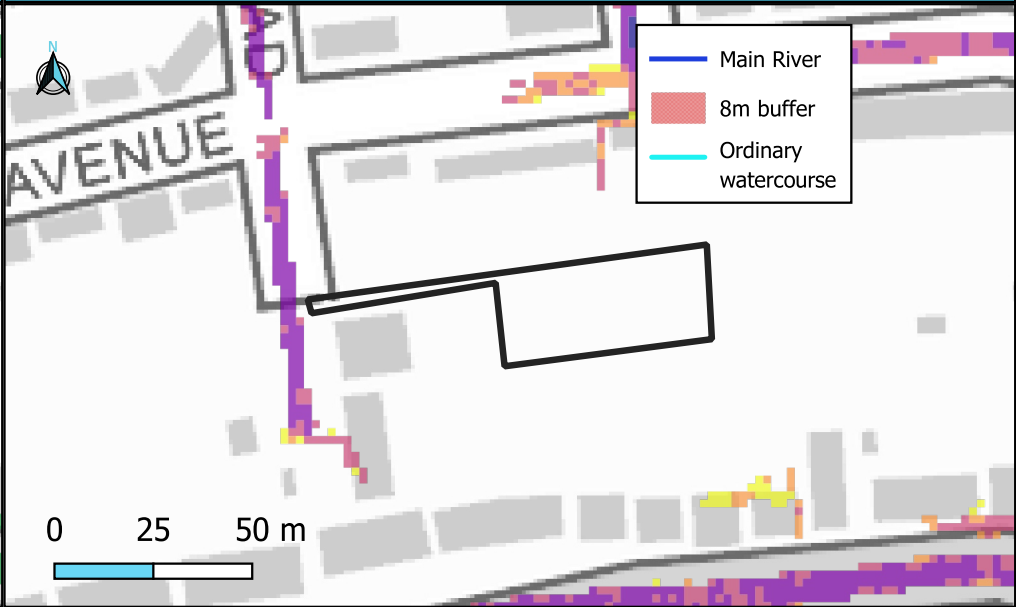 N
AD
AVENUE
Main River
8m buffer
Ordinary
watercourse
0 25 50 m